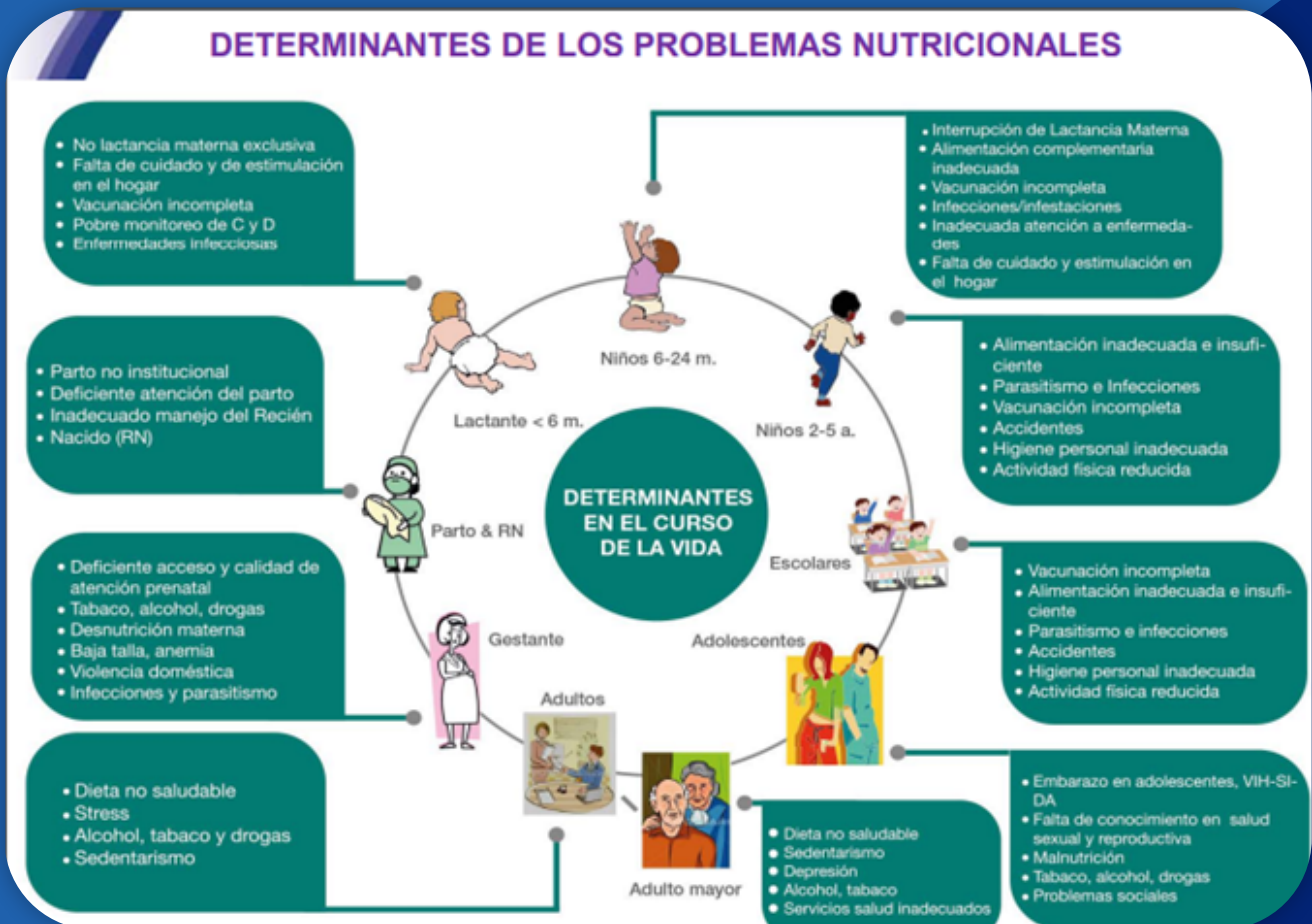 DETERMINANTES DE LOS PROBLEMAS NUTRICIONALES
• No lactancia materna exclusiva
• Falta de cuidado y de estimulación
en el hogar
• Vacunación incompleta
• Pobre monitoreo de C y D
• Enfermedades infecciosas
• Interrupción de Lactancia Materna
• Alimentación complementaria
inadecuada
• Vacunación incompleta
• Infecciones/infestaciones
• Inadecuada atención a enfermeda-
des
• Falta de cuidado y estimulación en
el hogar
Niños 6-24 m.
Lactante < 6 m.
Niños 2-5 a.
• Alimentación inadecuada e insufi-
ciente
• Parasitismo e Infecciones
• Vacunación incompleta
• Accidentes
• Higiene personal inadecuada
• Actividad física reducida
• Parto no institucional
• Deficiente atención del parto
• Inadecuado manejo del Recién
• Nacido (RN)
Parto & RN
DETERMINANTES
EN EL CURSO
DE LA VIDA
Escolares
• Vacunación incompleta
• Alimentación inadecuada e insufi-
ciente
• Parasitismo e infecciones
• Accidentes
• Higiene personal inadecuada
• Actividad física reducida
• Deficiente acceso y calidad de
atención prenatal
• Tabaco, alcohol, drogas
• Desnutrición materna
• Baja talla, anemia
• Violencia doméstica
• Infecciones y parasitismo
Gestante
Adolescentes
Adultos
• Dieta no saludable
• Stress
• Alcohol, tabaco y drogas
• Sedentarismo
Adulto mayor
• Dieta no saludable
• Sedentarismo
• Depresión
• Alcohol, tabaco
• Servicios salud inadecuados
• Embarazo en adolescentes, VIH-SI-
DA
• Falta de conocimiento en salud
sexual y reproductiva
• Malnutrición
• Tabaco, alcohol, drogas
• Problemas sociales